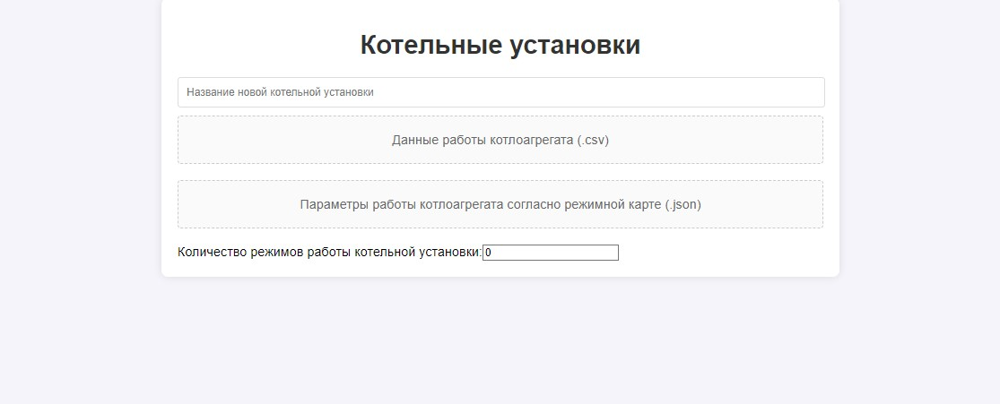 Котельные установки
Название новой котельной установки
Данные работы котлоагрегата (.csv)
Параметры работы котлоагрегата согласно режимной карте (.json)
Количество режимов работы котельной установки:0